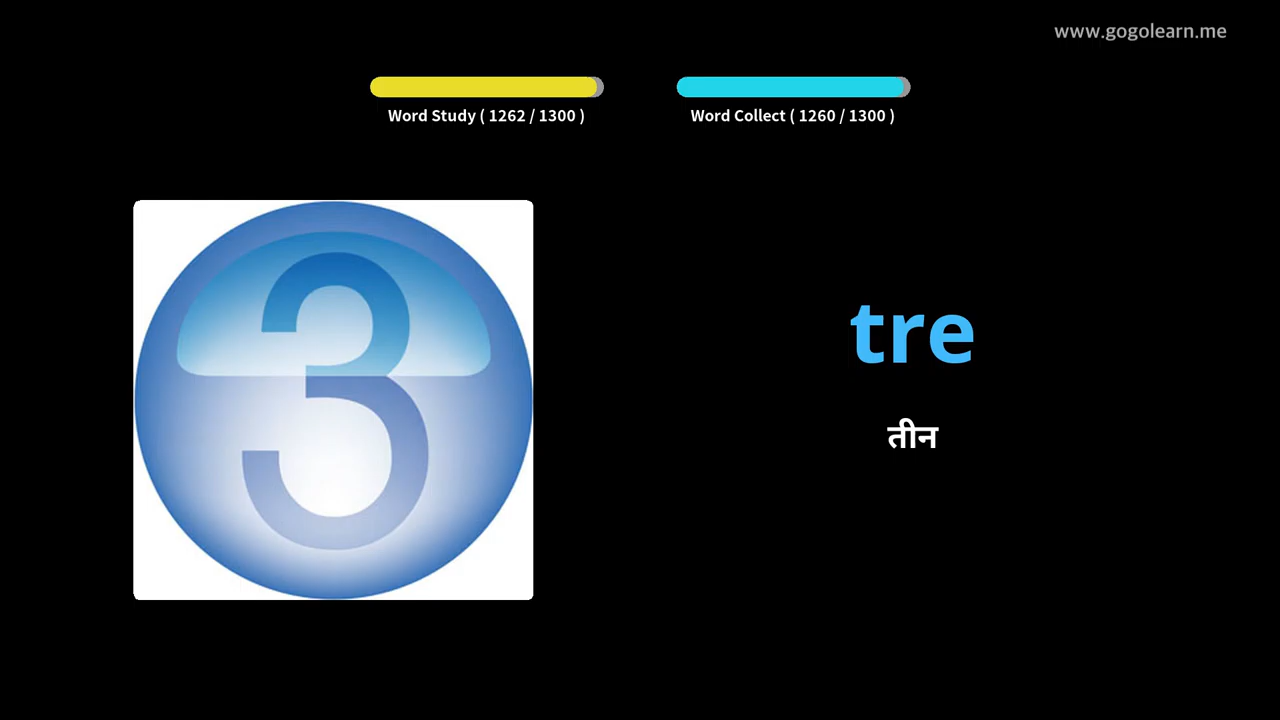 www.gogolearn.me
Word Study ( 1262 / 1300 )
Word Collect ( 1260 / 1300 )
3
tre
तीन